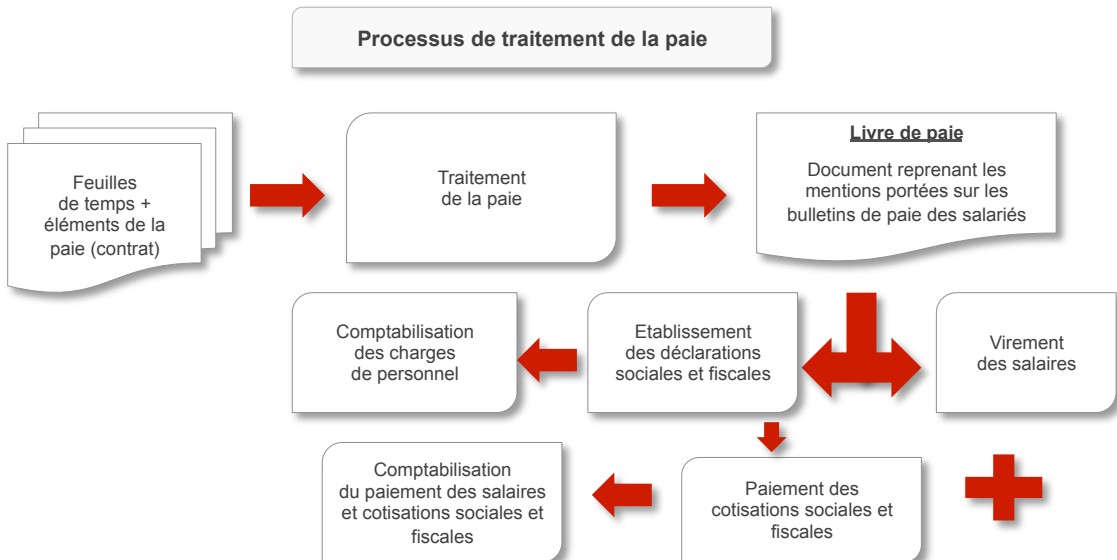 Processus de traitement de la paie
Feuilles
de temps +
éléments de la
paie (contrat)
Traitement
de la paie
Livre de paie
Document reprenant les
mentions portées sur les
bulletins de paie des salariés
Comptabilisation
des charges
de personnel
Etablissement
des déclarations
sociales et fiscales
Virement
des salaires
Comptabilisation
du paiement des salaires
et cotisations sociales et
fiscales
Paiement des
cotisations sociales et
fiscales